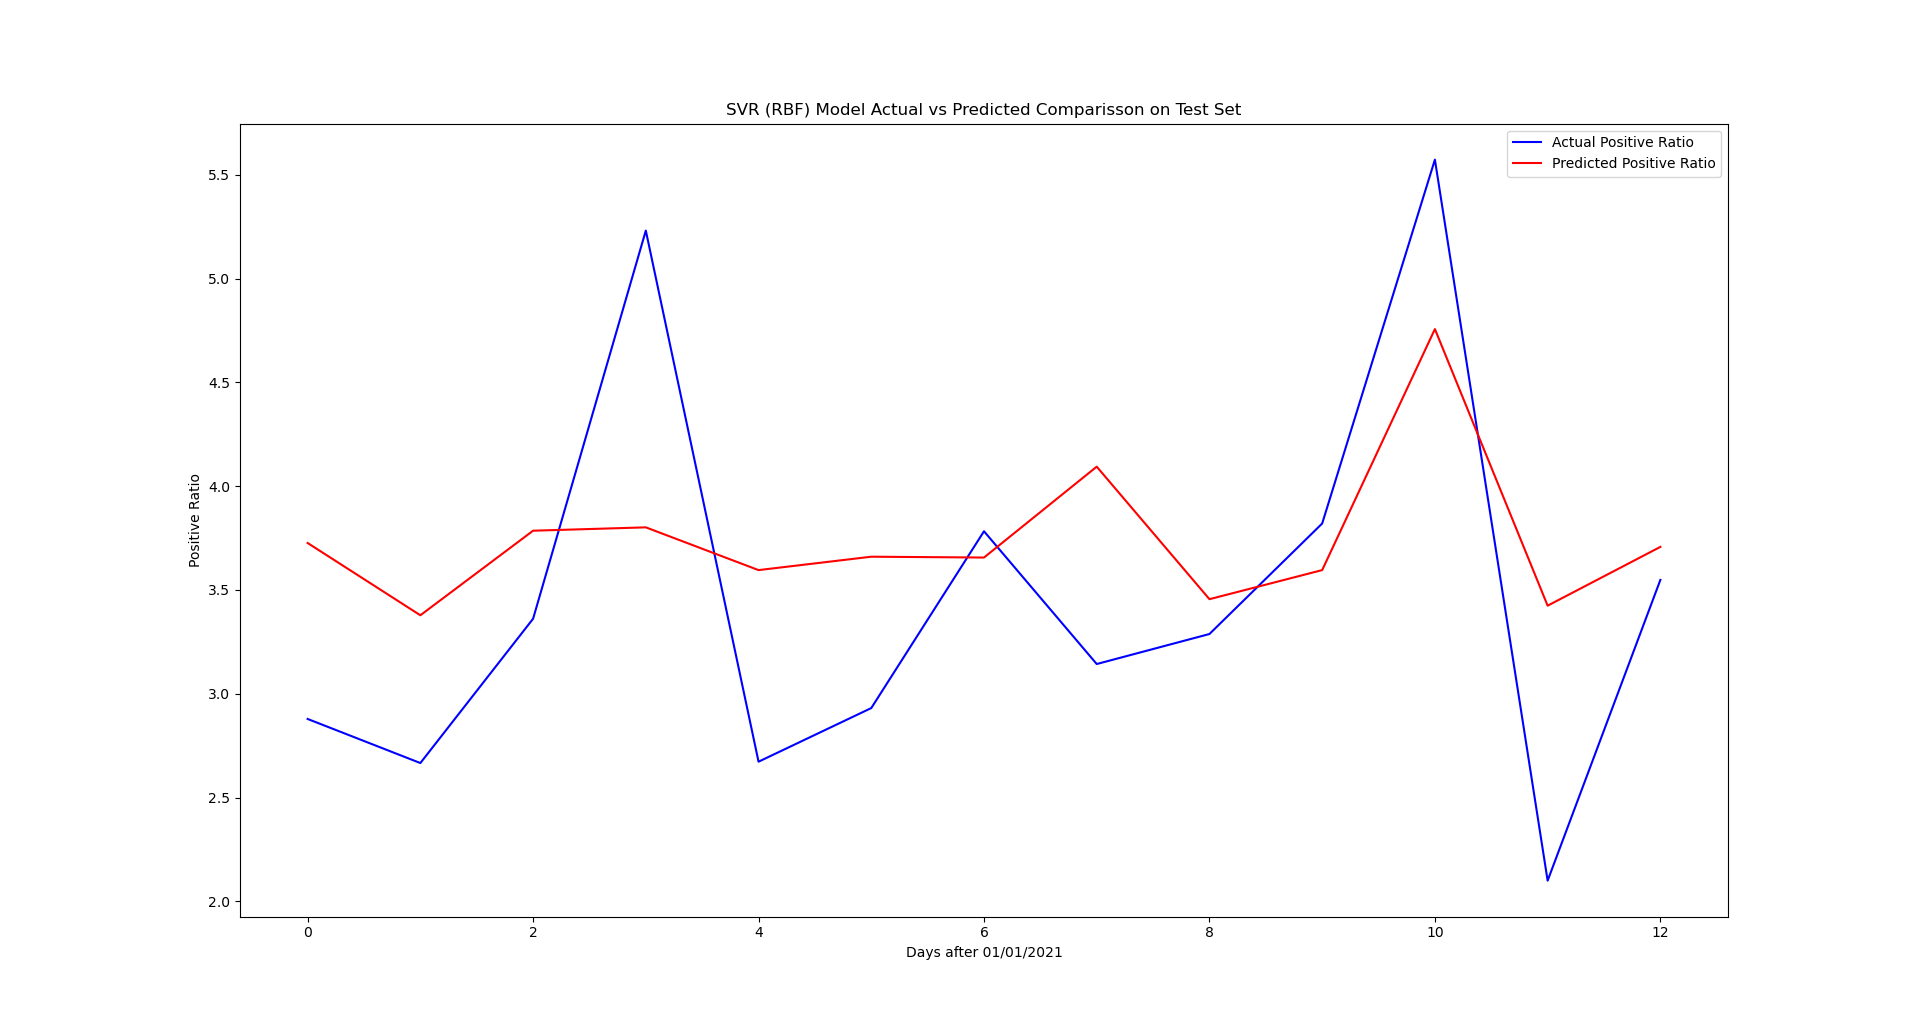 SVR (RBF) Model Actual vs Predicted Comparisson on Test Set
Actual Positive Ratio
Predicted Positive Ratio
5.5
5.0
4.5
4.0
3.5
3.0
2.5
2.0
Positive Ratio
0 2 4 6 8 10 12
Days after 01/01/2021